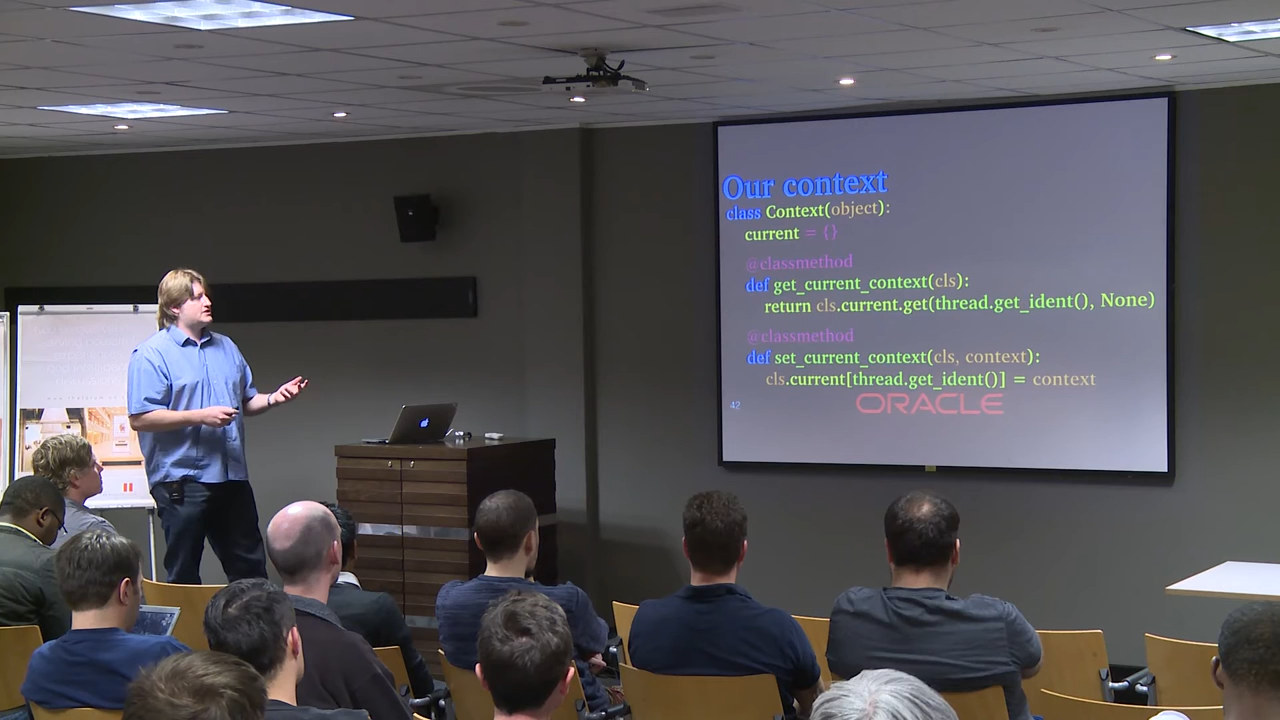 Our context
class Context(object):
current = {}
@classmethod
def get_current_context(cls):
return cls.current.get(thread.get_ident(), None)
@classmethod
def set_current_context(cls, context):
cls.current[thread.get_ident()] = context
42
ORACLE